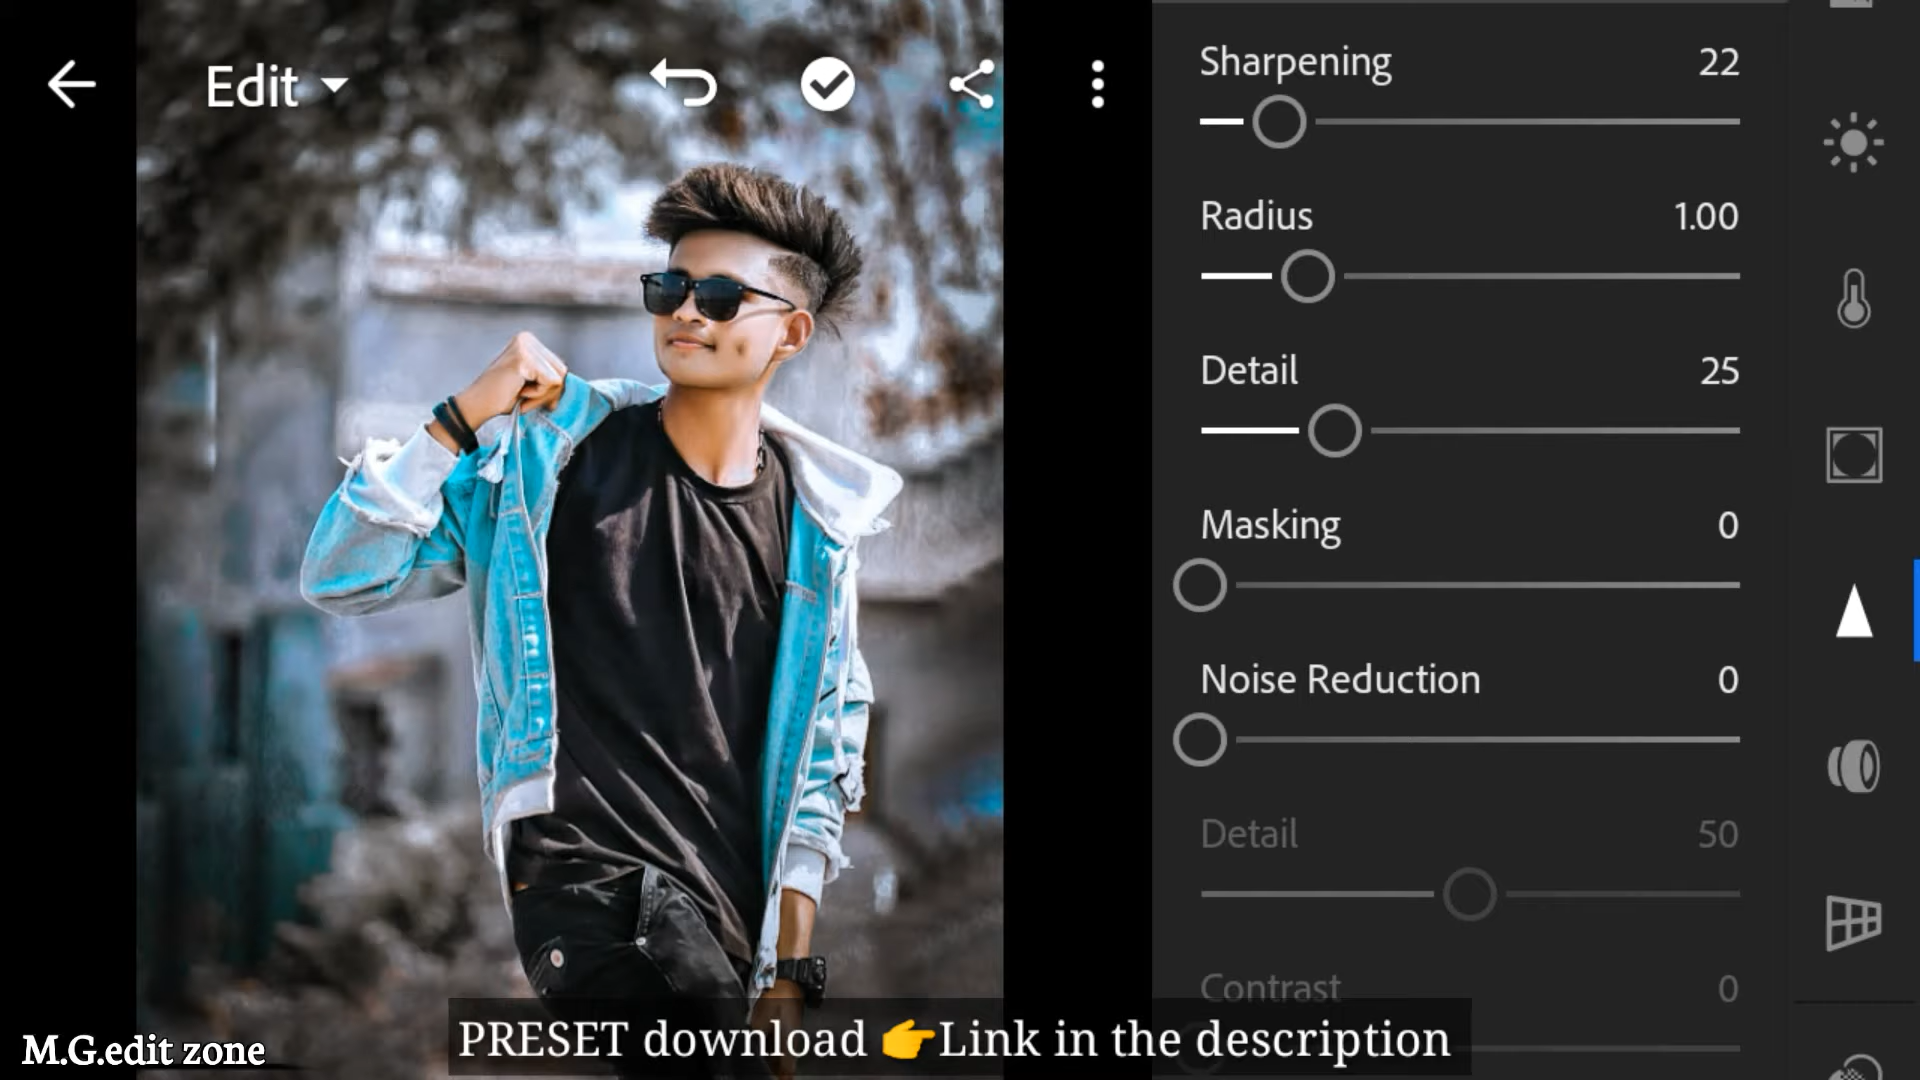 Edit
Sharpening 22
Radius 1.00
Detail 25
Masking 0
Noise Reduction 0
Detail 50
Contrast 0
M.G.edit zone
PRESET download 👉Link in the description